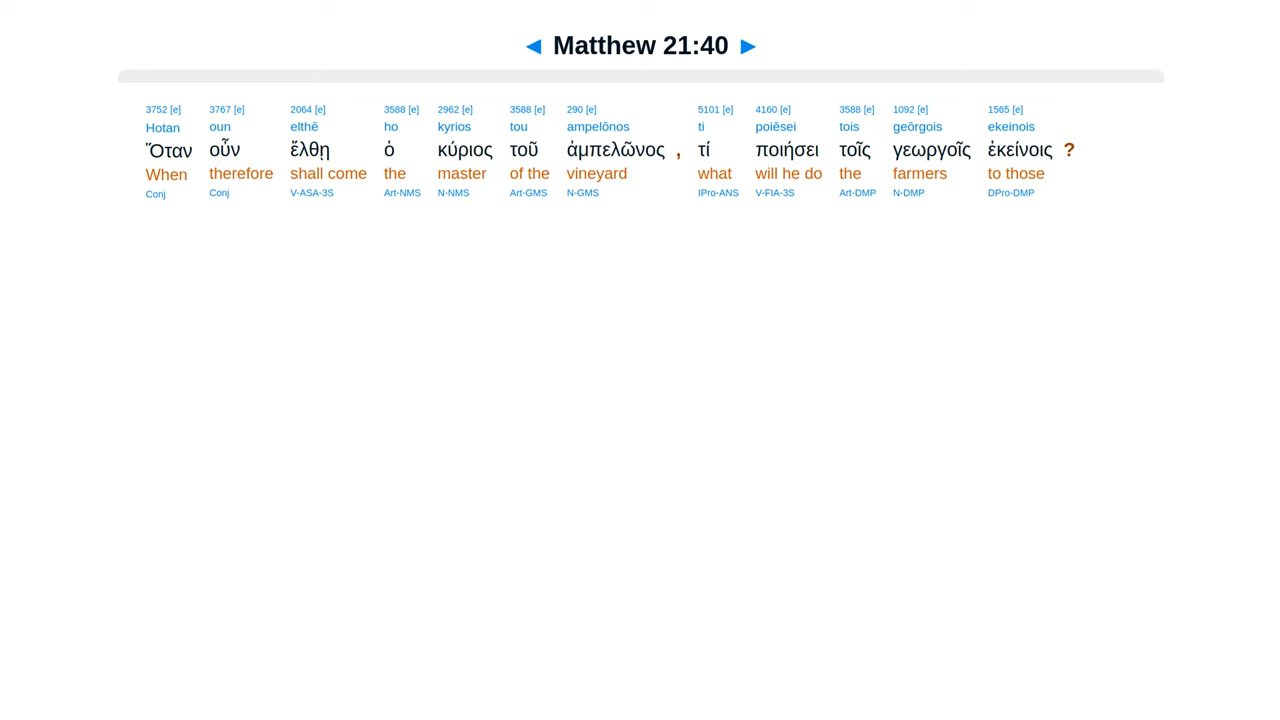 ◄ Matthew 21:40 ►
3752 [e] 3767 [e] 2064 [e] 3588 [e] 2962 [e] 3588 [e] 290 [e] 5101 [e] 4160 [e] 3588 [e] 1092 [e] 1565 [e]
Hotan oun elthē ho kyrios tou ampelōnos ti poiēsei tois geōrgois ekeinois
Ὅταν οὖν ἔλθῃ ὁ κύριος τοῦ ἀμπελῶνος , τί ποιήσει τοῖς γεωργοῖς ἐκείνοις ?
When therefore shall come the master of the vineyard what will he do the farmers to those
Conj Conj V-ASA-3S Art-NMS N-NMS Art-GMS N-GMS IPro-ANS V-FIA-3S Art-DMP N-DMP DPro-DMP